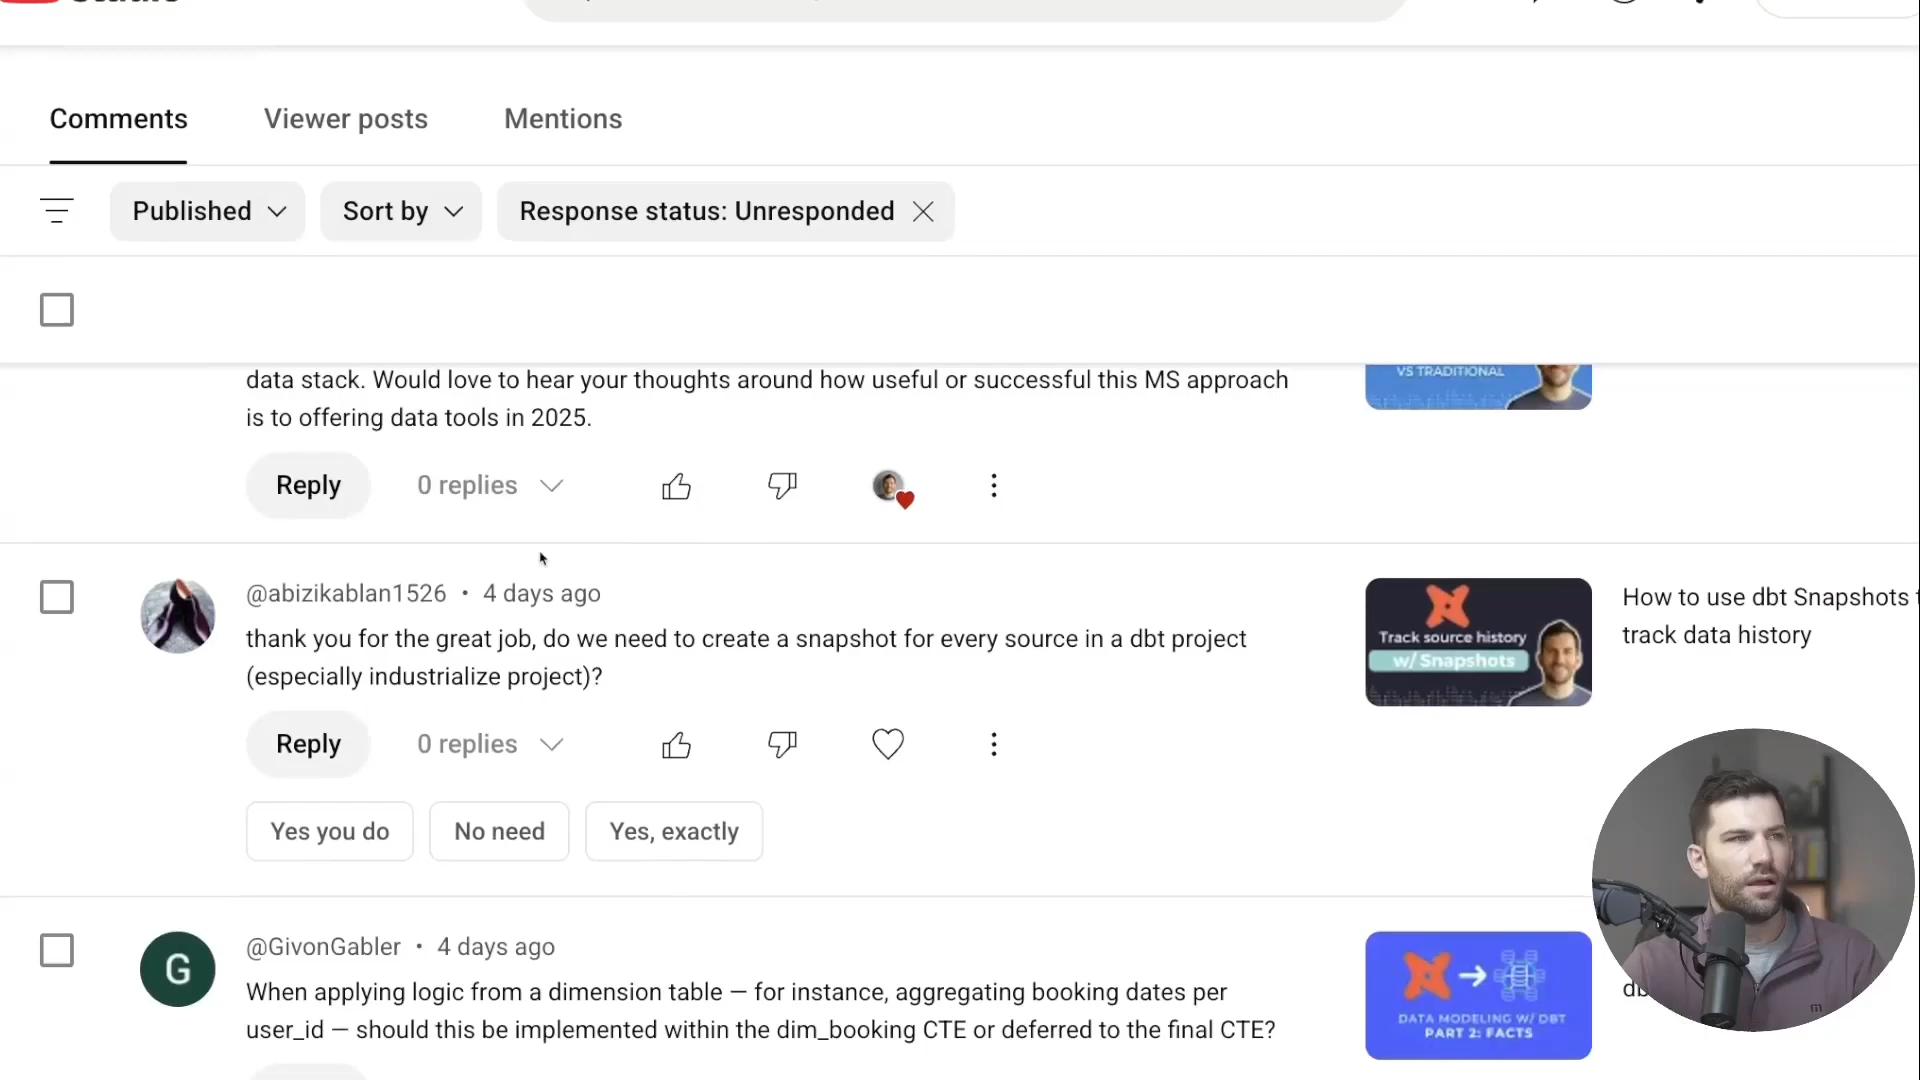 Comments
Viewer posts
Mentions
Published
Sort by
Response status: Unresponded
data stack. Would love to hear your thoughts around how useful or successful this MS approach
is to offering data tools in 2025.
VS TRADITIONAL
Reply
0 replies
@abizikablan1526 • 4 days ago
thank you for the great job, do we need to create a snapshot for every source in a dbt project
(especially industrialize project)?
Track source history
w/ Snapshots
How to use dbt Snapshots
track data history
Reply
0 replies
Yes you do
No need
Yes, exactly
G
@GivonGabler • 4 days ago
When applying logic from a dimension table — for instance, aggregating booking dates per
user_id — should this be implemented within the dim_booking CTE or deferred to the final CTE?
DATA MODELING W/ DBT
PART 2: FACTS